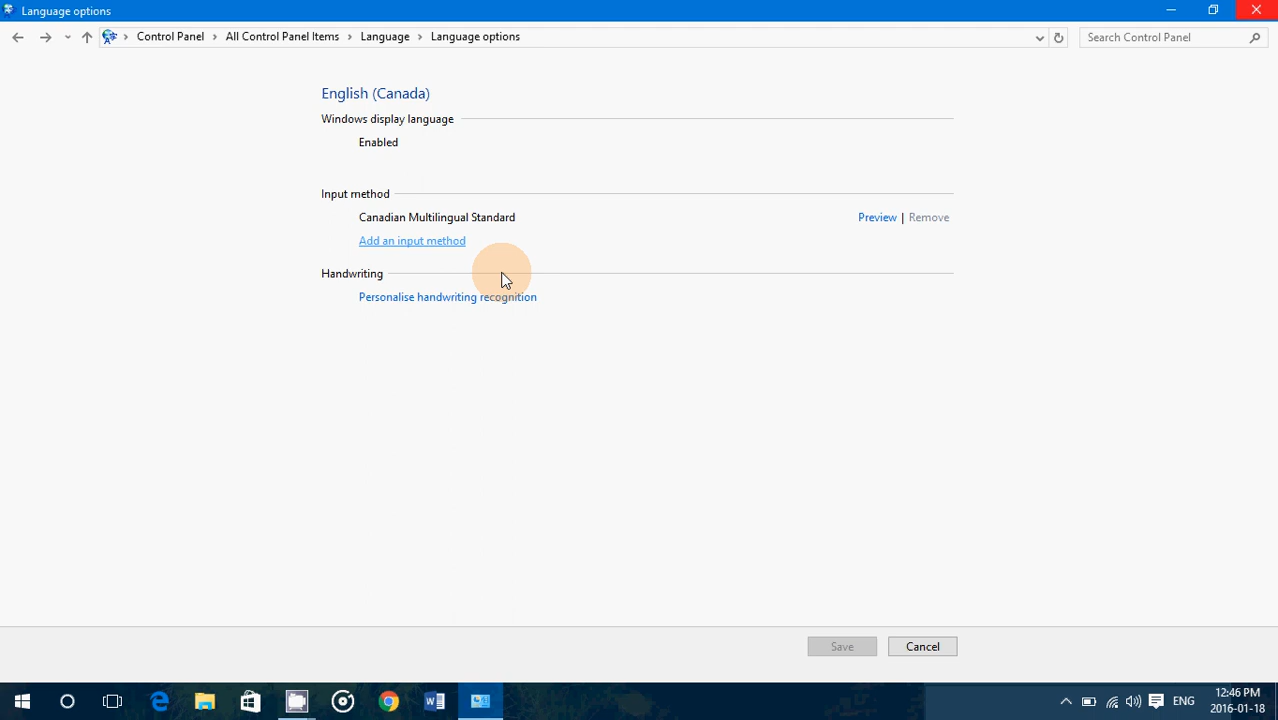 Language options
Control Panel > All Control Panel Items > Language > Language options
Search Control Panel
English (Canada)
Windows display language
Enabled
Input method
Canadian Multilingual Standard Preview | Remove
Add an input method
Handwriting
Personalise handwriting recognition
Save Cancel
ENG 12:46 PM
2016-01-18